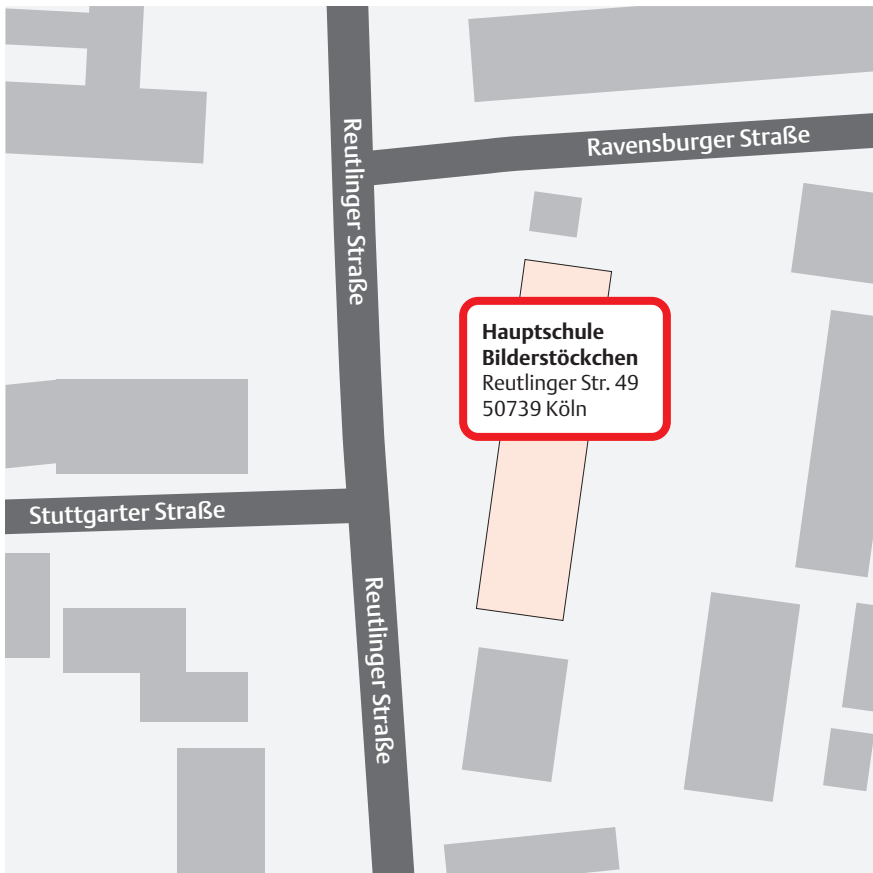 Reutlinger Straße
Ravensburger Straße
Hauptschule
Bilderstöckchen
Reutlinger Str. 49
50739 Köln
Stuttgarter Straße
Reutlinger Straße